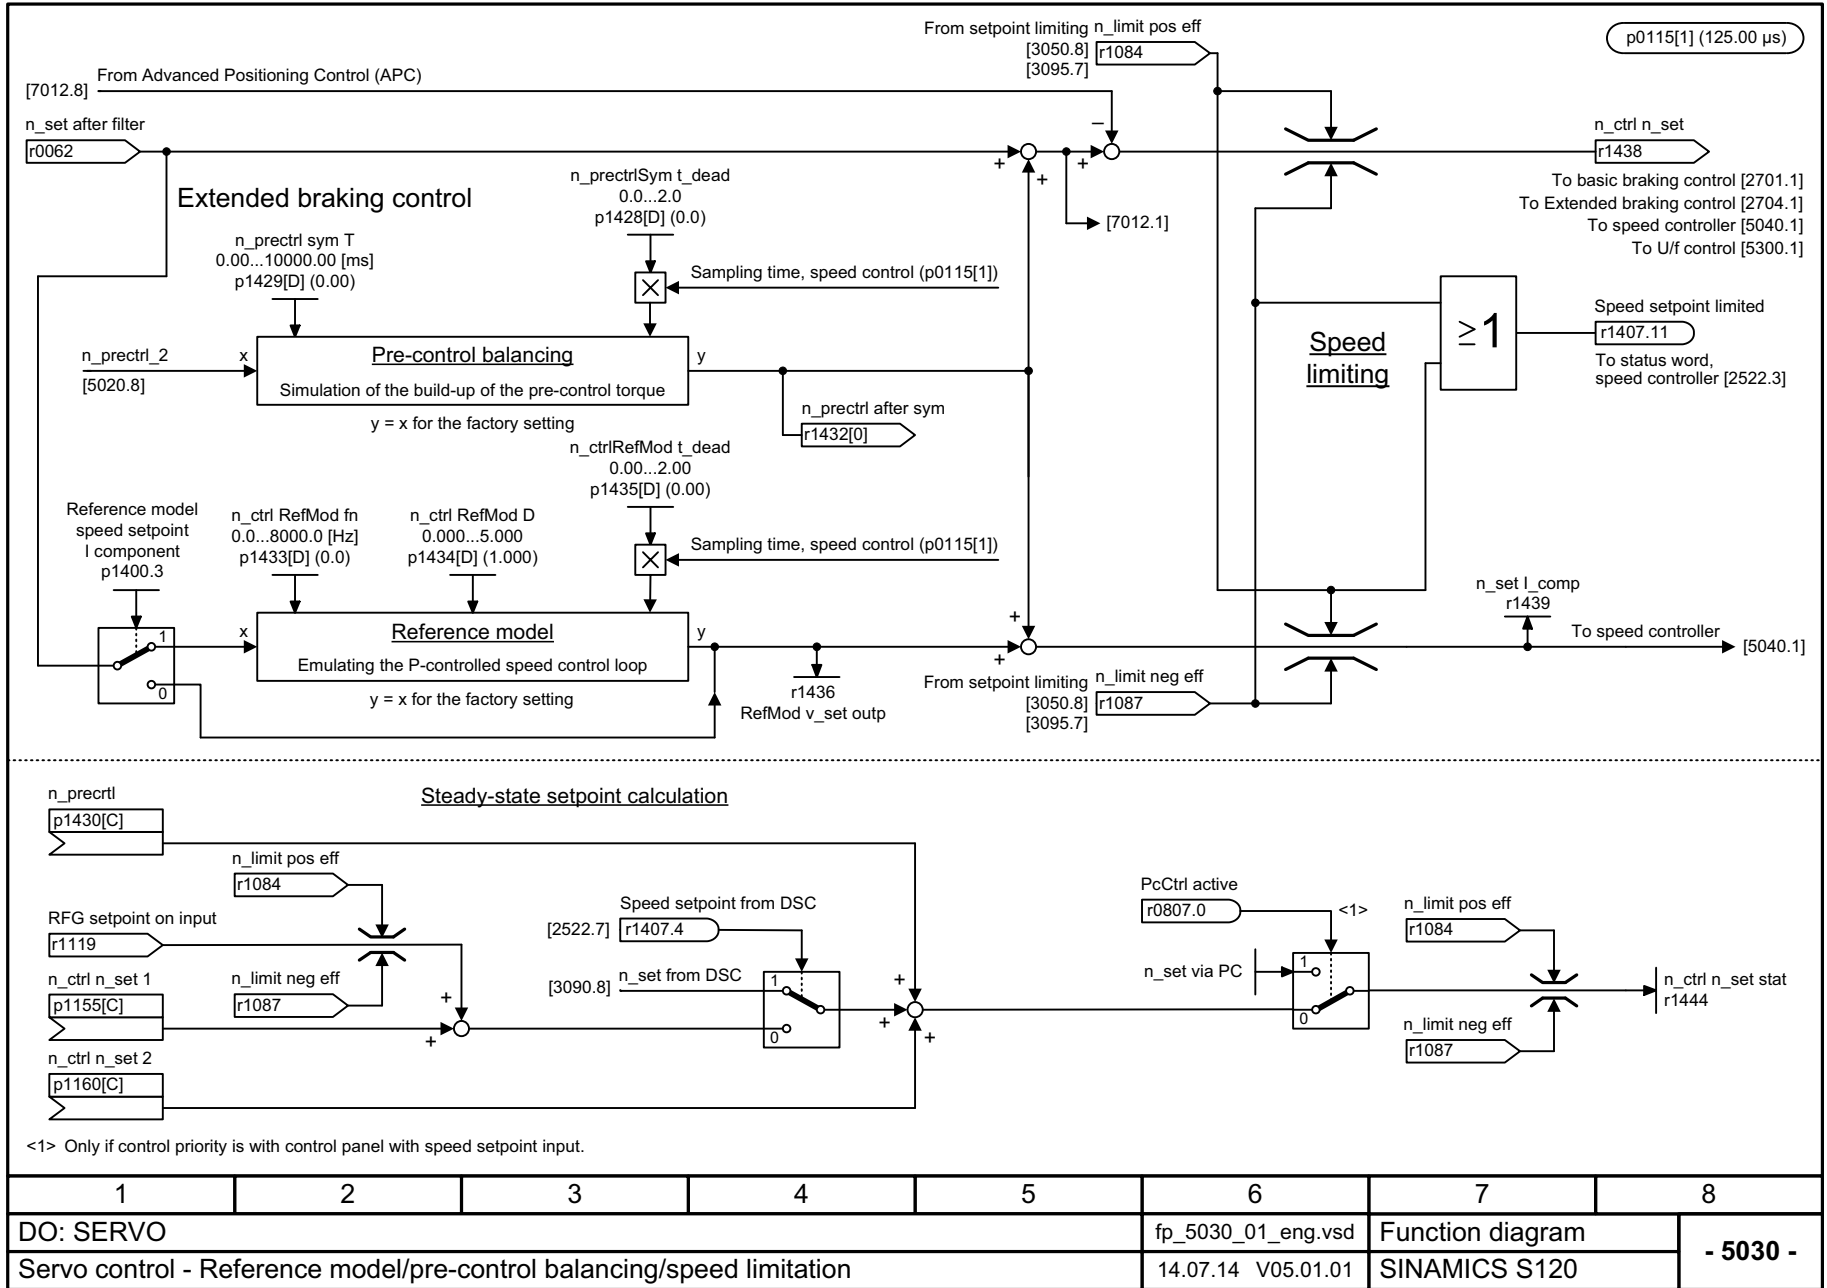 From setpoint limiting
[3050.8]
[3095.7]
n_limit pos eff
r1084
p0115[1] (125.00 µs)
From Advanced Positioning Control (APC)
[7012.8]
n_set after filter
r0062
–
+
+
+
n_ctrl n_set
r1438
To basic braking control [2701.1]
To Extended braking control [2704.1]
To speed controller [5040.1]
To U/f control [5300.1]
[7012.1]
Extended braking control
n_prectrlSym t_dead
0.0...2.0
p1428[D] (0.0)
n_prectrl sym T
0.00...10000.00 [ms]
p1429[D] (0.00)
Sampling time, speed control (p0115[1])
n_prectrl_2
[5020.8]
x
Pre-control balancing
Simulation of the build-up of the pre-control torque
y
y = x for the factory setting
n_prectrl after sym
r1432[0]
Speed
limiting
≥1
Speed setpoint limited
r1407.11
To status word,
speed controller [2522.3]
n_ctrlRefMod t_dead
0.00...2.00
p1435[D] (0.00)
Reference model
speed setpoint
I component
p1400.3
n_ctrl RefMod fn
0.0...8000.0 [Hz]
p1433[D] (0.0)
n_ctrl RefMod D
0.000...5.000
p1434[D] (1.000)
Sampling time, speed control (p0115[1])
1
0
x
Reference model
Emulating the P-controlled speed control loop
y
y = x for the factory setting
r1436
RefMod v_set outp
+
+
From setpoint limiting
[3050.8]
[3095.7]
n_limit neg eff
r1087
n_set I_comp
r1439
To speed controller
[5040.1]
Steady-state setpoint calculation
n_precrtl
p1430[C]
n_limit pos eff
r1084
RFG setpoint on input
r1119
n_limit neg eff
r1087
n_ctrl n_set 1
p1155[C]
n_ctrl n_set 2
p1160[C]
+
+
Speed setpoint from DSC
[2522.7]
r1407.4
[3090.8]
n_set from DSC
1
0
+
+
+
PcCtrl active
r0807.0
<1>
n_set via PC
1
0
n_limit pos eff
r1084
n_limit neg eff
r1087
n_ctrl n_set stat
r1444
<1> Only if control priority is with control panel with speed setpoint input.
1 2 3 4 5 6 7 8
DO: SERVO
fp_5030_01_eng.vsd
Function diagram
- 5030 -
Servo control - Reference model/pre-control balancing/speed limitation
14.07.14 V05.01.01
SINAMICS S120